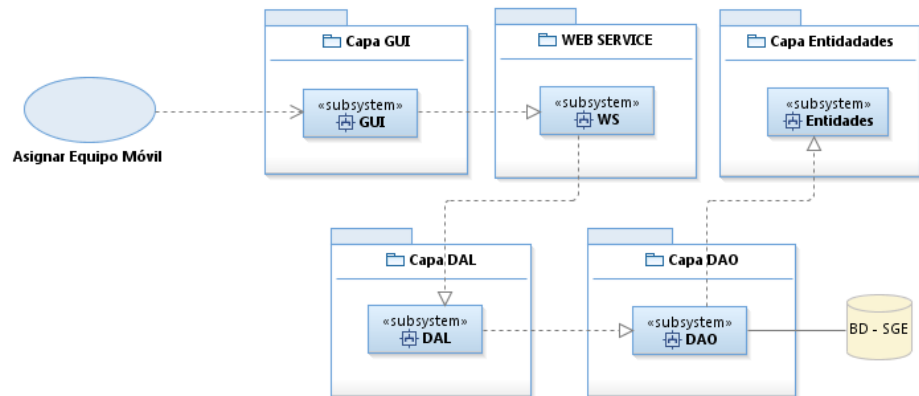 Capa GUI
WEB SERVICE
Capa Entidadades
«subsystem»
GUI
«subsystem»
WS
«subsystem»
Entidades
Asignar Equipo Móvil
Capa DAL
Capa DAO
«subsystem»
DAL
«subsystem»
DAO
BD - SGE